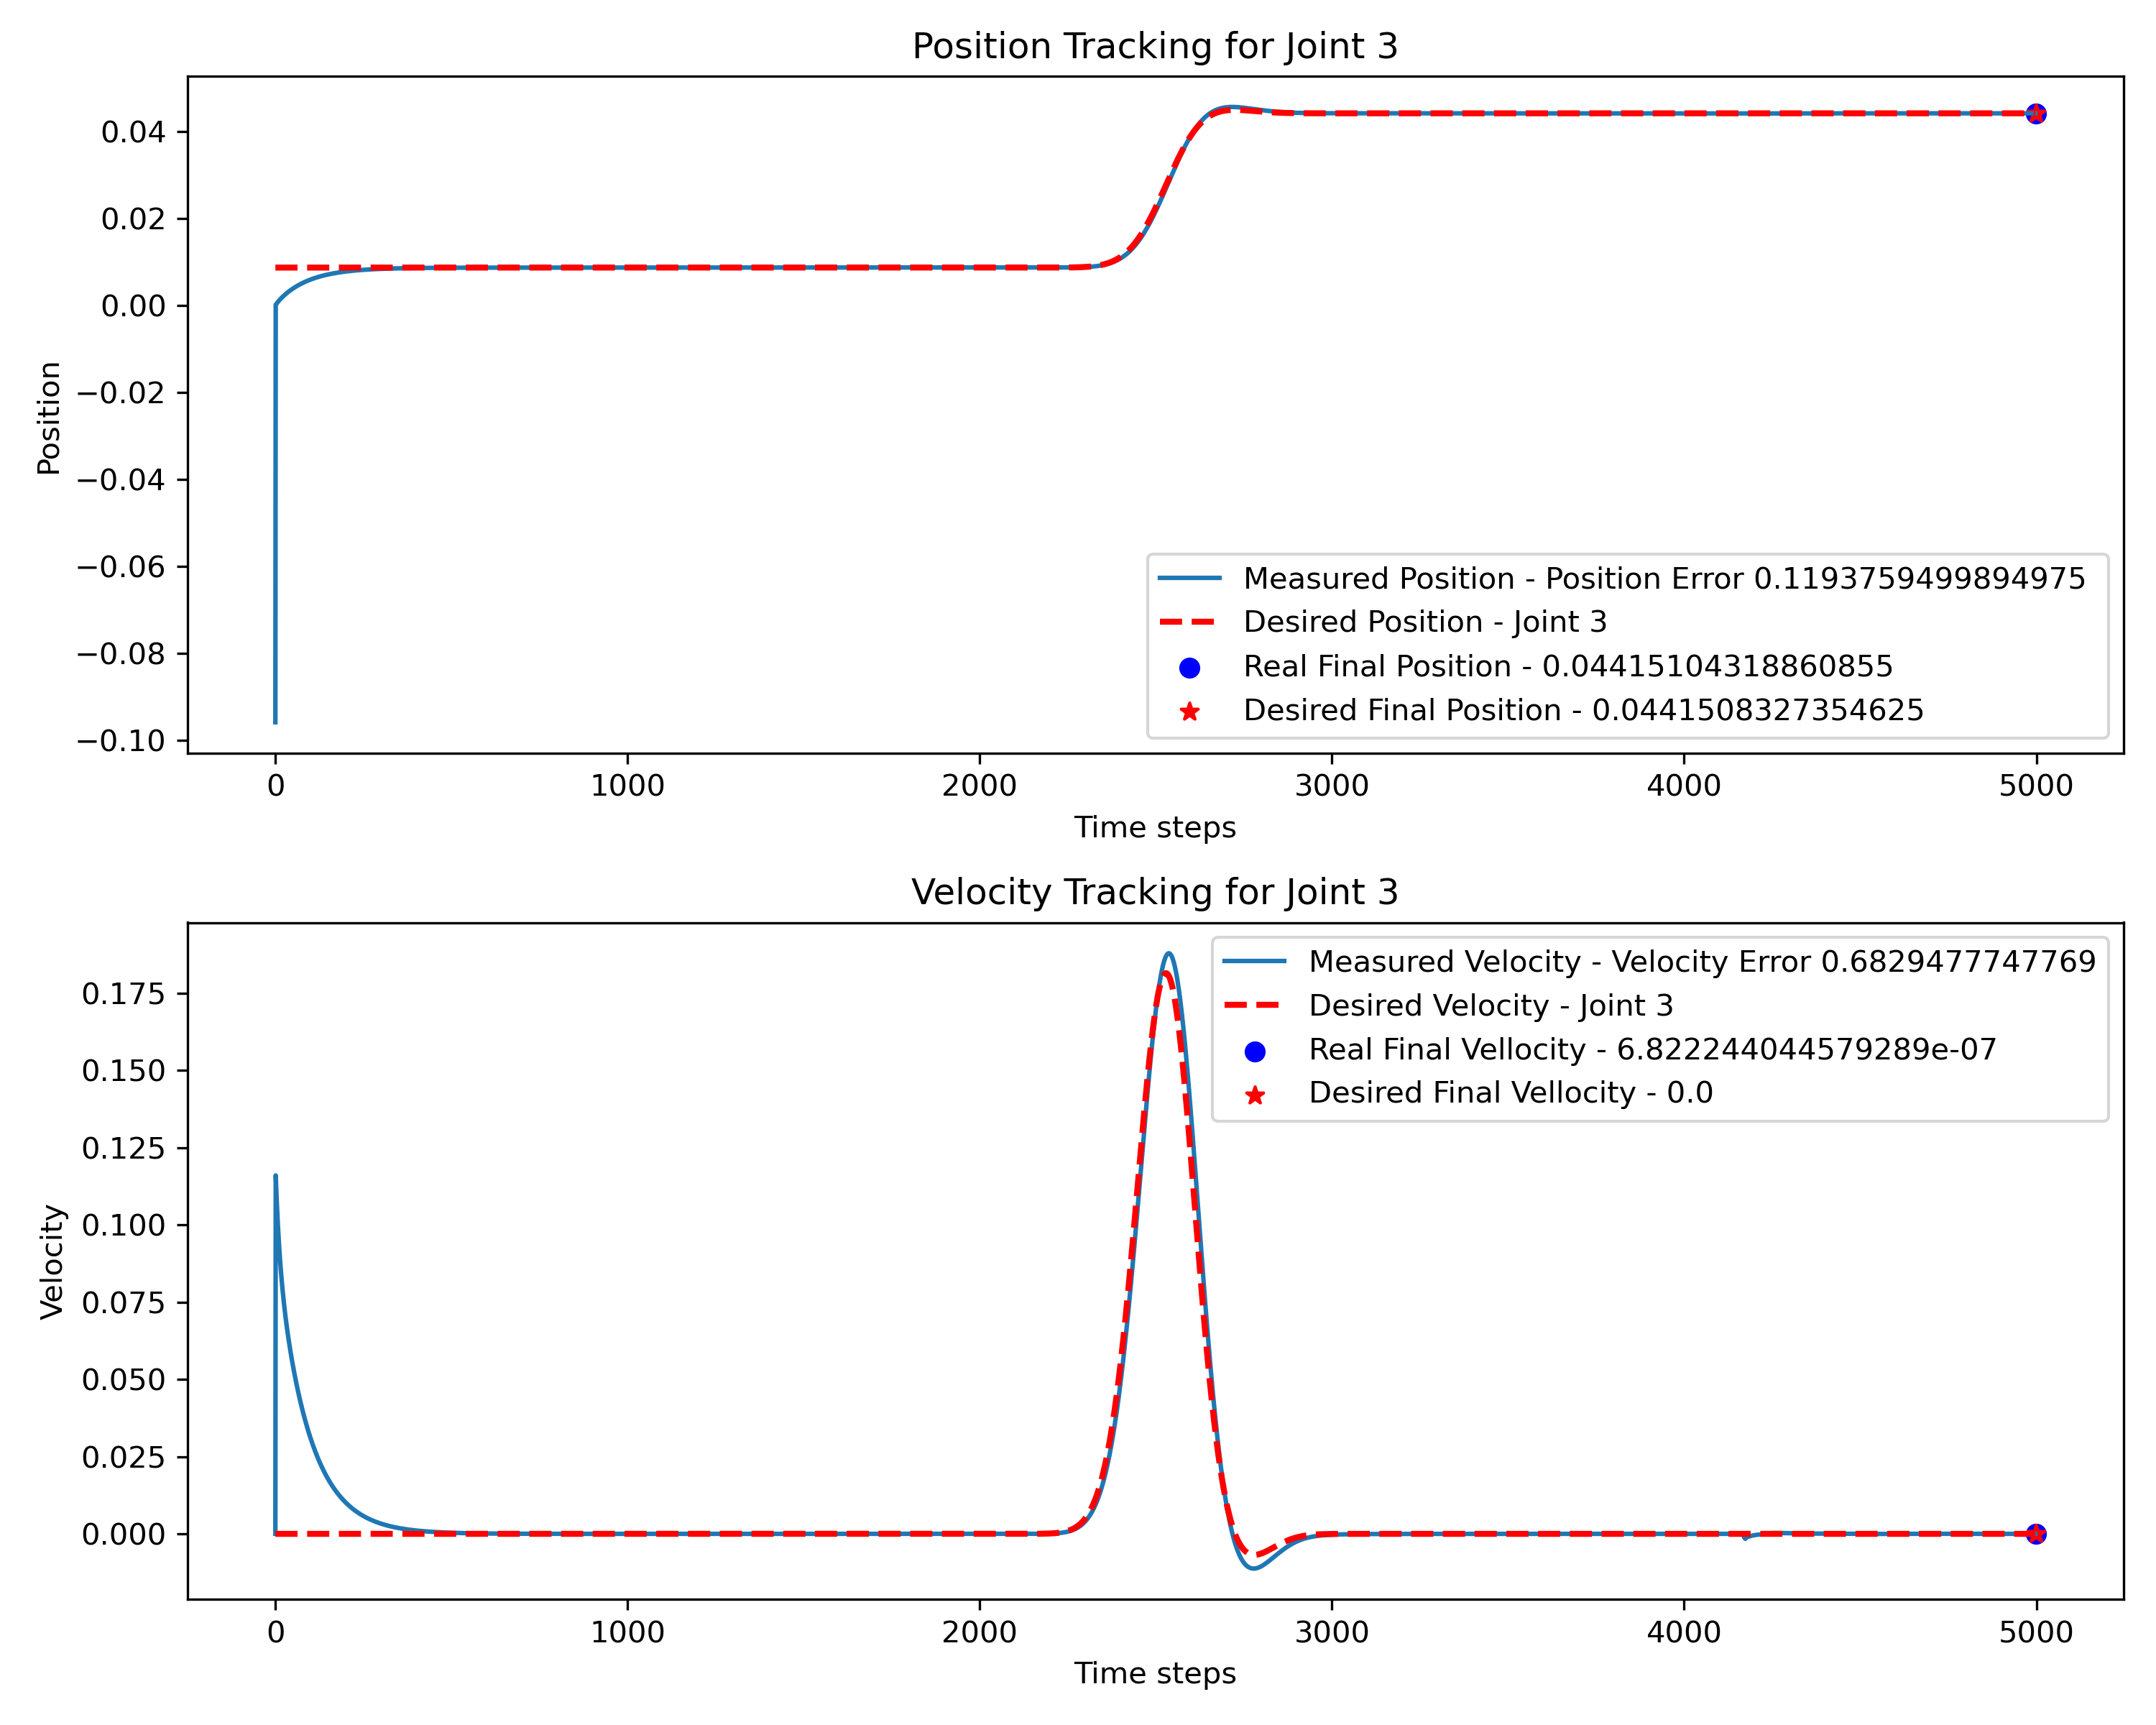 Position Tracking for Joint 3
Position
0.04
0.02
0.00
−0.02
−0.04
−0.06
−0.08
−0.10
Measured Position - Position Error 0.1193759499894975
Desired Position - Joint 3
Real Final Position - 0.04415104318860855
Desired Final Position - 0.0441508327354625
0 1000 2000 3000 4000 5000
Time steps
Velocity Tracking for Joint 3
Velocity
0.175
0.150
0.125
0.100
0.075
0.050
0.025
0.000
Measured Velocity - Velocity Error 0.6829477747769
Desired Velocity - Joint 3
Real Final Vellocity - 6.822244044579289e-07
Desired Final Vellocity - 0.0
0 1000 2000 3000 4000 5000
Time steps